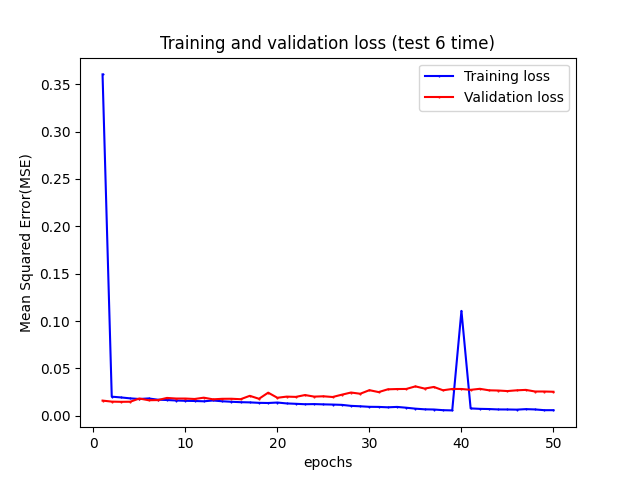 Training and validation loss (test 6 time)
Training loss
Validation loss
Mean Squared Error(MSE)
0.35
0.30
0.25
0.20
0.15
0.10
0.05
0.00
0 10 20 30 40 50
epochs